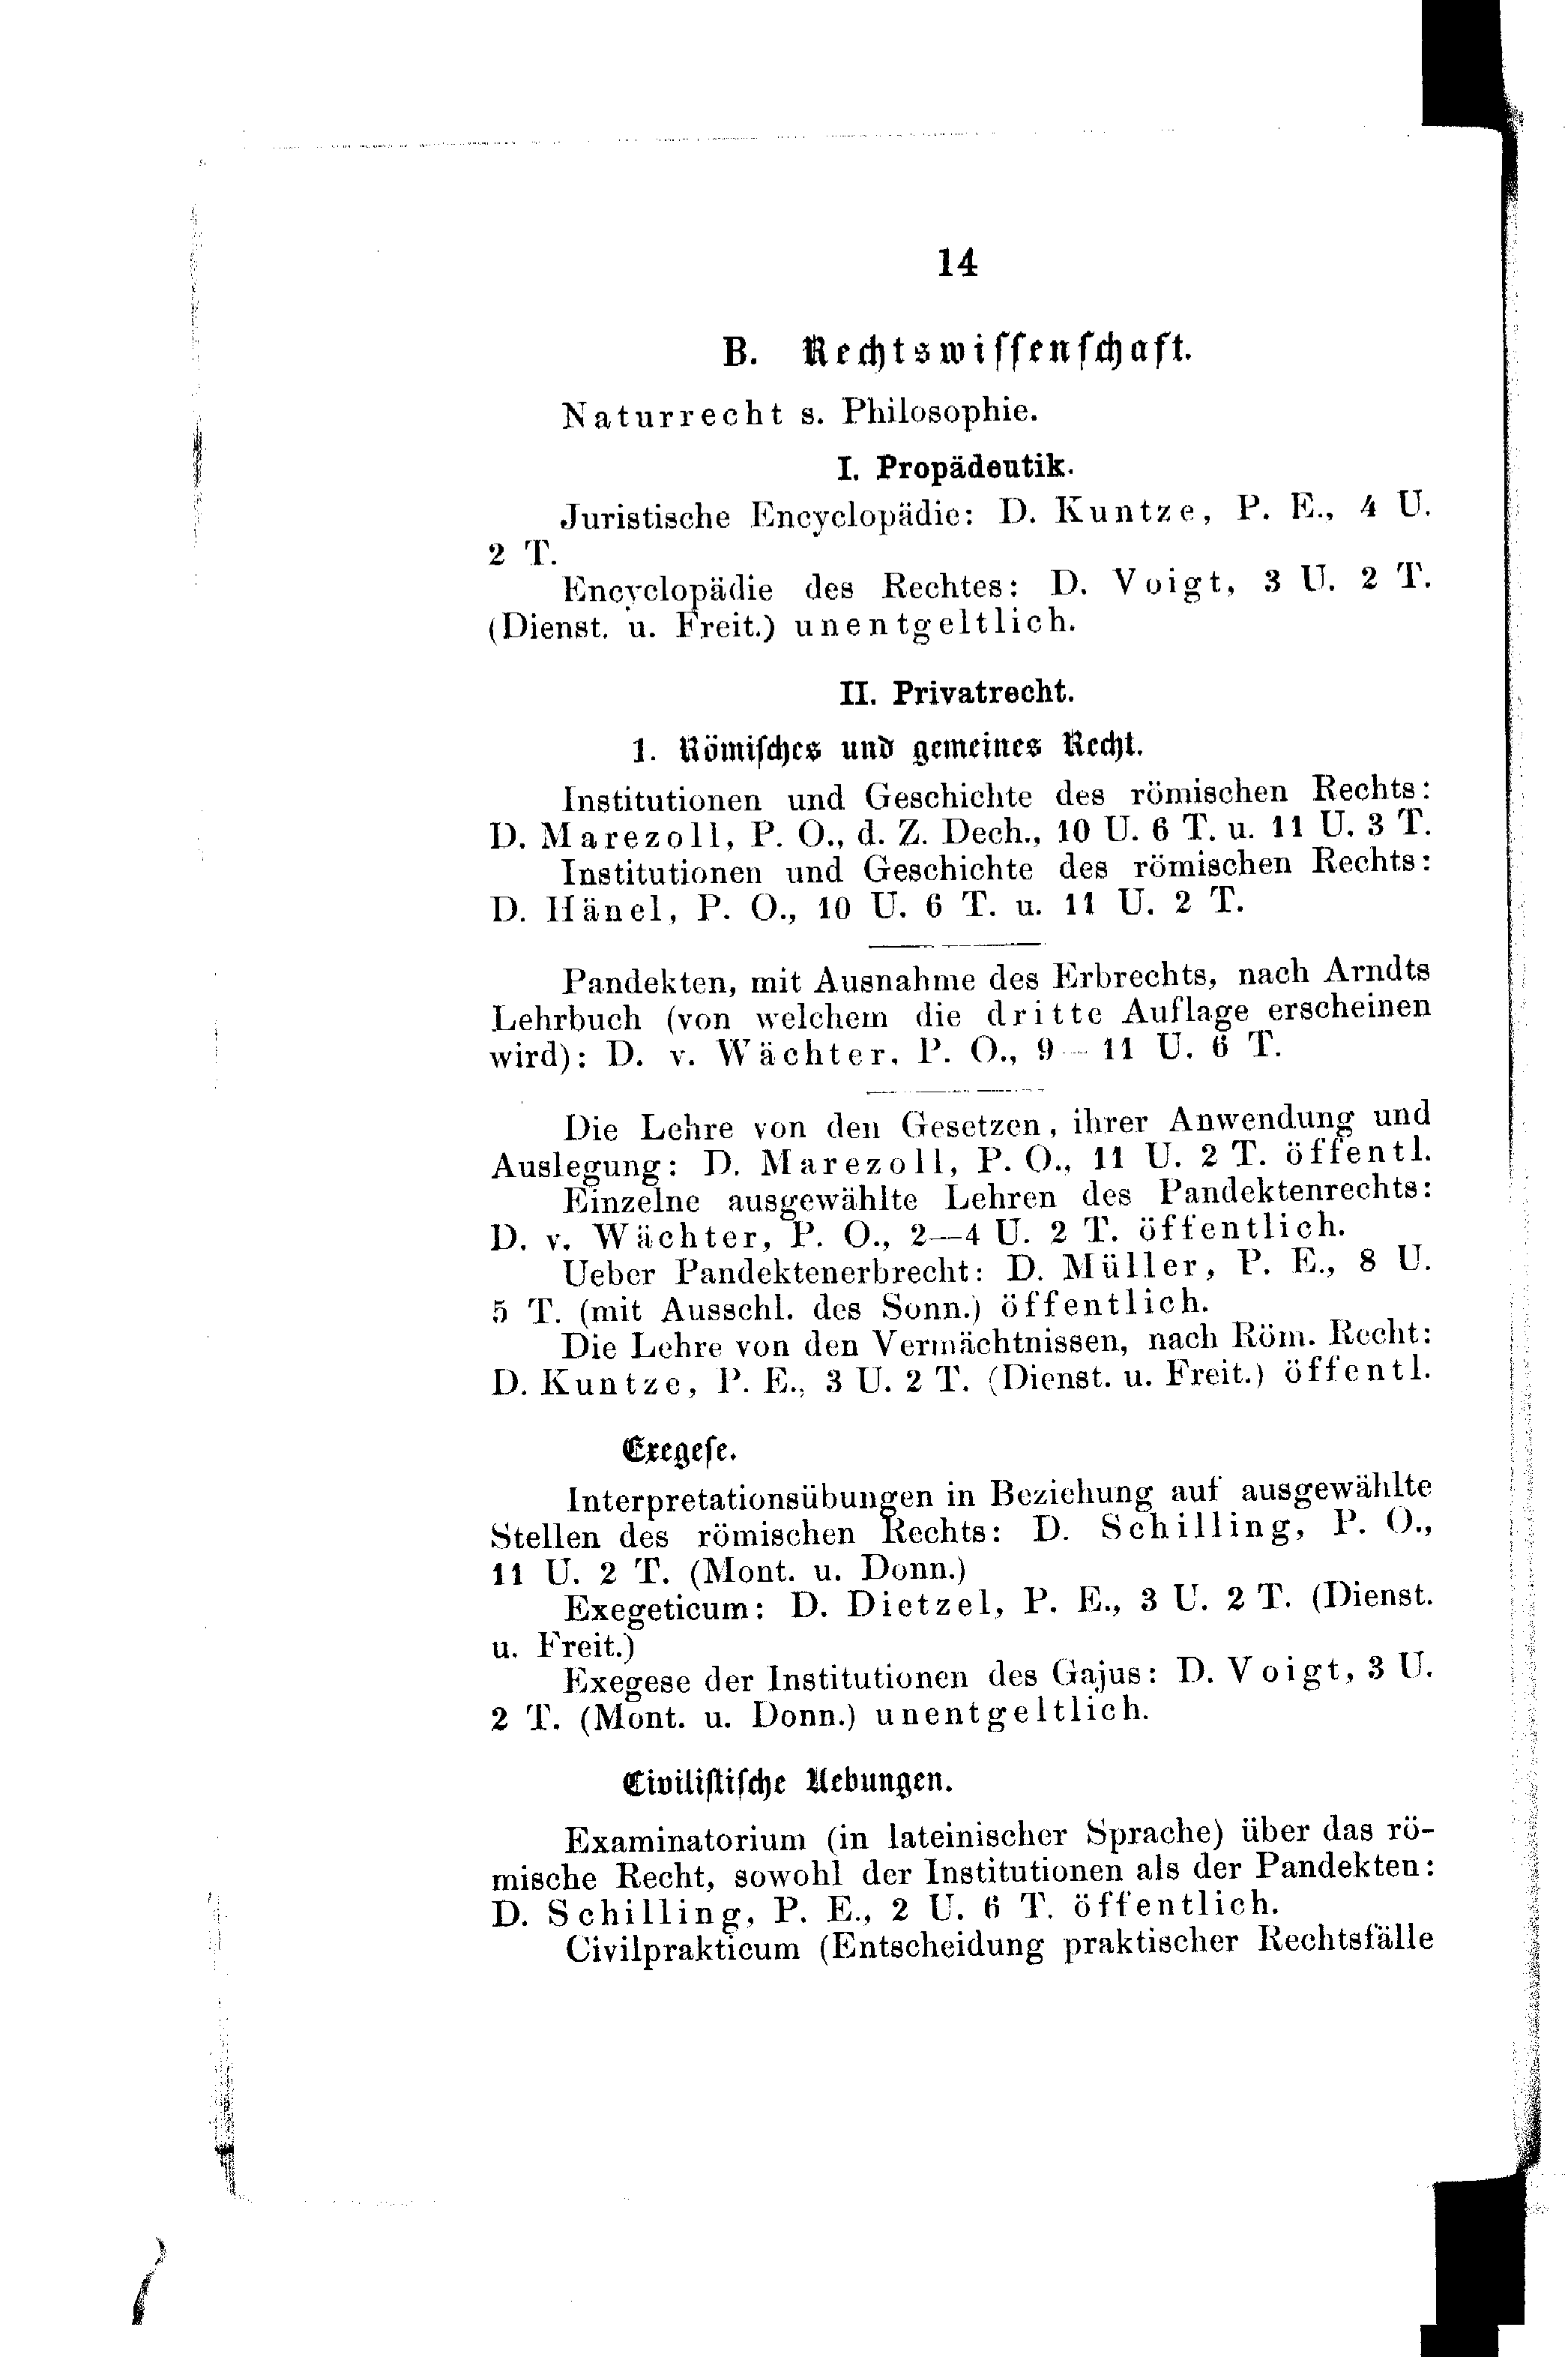 14
B. Rechtswissenschaft.
Naturrecht s. Philosophie.
I. Propädeutik.
Juristische Encyclopädie: D. Kuntze, P. E., 4 U.
2 T.
Encyclopädie des Rechtes: D. Voigt, 3 U. 2 T.
(Dienst. u. Freit.) unentgeltlich.
II. Privatrecht.
1. Römisches und gemeines Recht.
Institutionen und Geschichte des römischen Rechts:
D. Marezoll, P. O., d. Z. Dech., 10 U. 6 T. u. 11 U. 3 T.
Institutionen und Geschichte des römischen Rechts:
D. Hänel, P. O., 10 U. 6 T. u. 11 U. 2 T.
Pandekten, mit Ausnahme des Erbrechts, nach Arndts
Lehrbuch (von welchem die dritte Auflage erscheinen
wird): D. v. Wächter, P. O., 9–11 U. 6 T.
Die Lehre von den Gesetzen, ihrer Anwendung und
Auslegung: D. Marezoll, P. O., 11 U. 2 T. öffentl.
Einzelne ausgewählte Lehren des Pandektenrechts:
D. v. Wächter, P. O., 2—4 U. 2 T. öffentlich.
Ueber Pandektenerbrecht: D. Müller, P. E., 8 U.
5 T. (mit Ausschl. des Sonn.) öffentlich.
Die Lehre von den Vermächtnissen, nach Röm. Recht:
D. Kuntze, P. E., 3 U. 2 T. (Dienst. u. Freit.) öffentl.
Exegese.
Interpretationsübungen in Beziehung auf ausgewählte
Stellen des römischen Rechts: D. Schilling, P. O.,
11 U. 2 T. (Mont. u. Donn.)
Exegeticum: D. Dietzel, P. E., 3 U. 2 T. (Dienst.
u. Freit.)
Exegese der Institutionen des Gajus: D. Voigt, 3 U.
2 T. (Mont. u. Donn.) unentgeltlich.
Civilistische Uebungen.
Examinatorium (in lateinischer Sprache) über das rö-
mische Recht, sowohl der Institutionen als der Pandekten:
D. Schilling, P. E., 2 U. 6 T. öffentlich.
Civilprakticum (Entscheidung praktischer Rechtsfälle